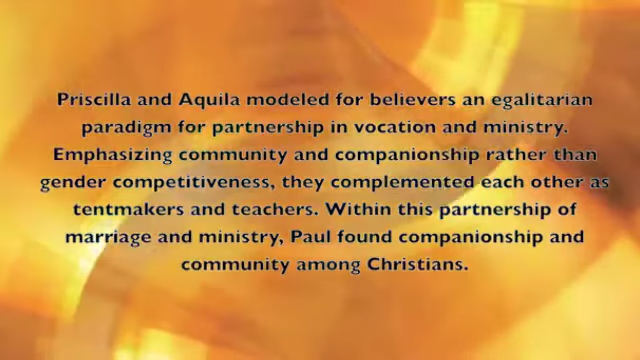 Priscilla and Aquila modeled for believers an egalitarian
paradigm for partnership in vocation and ministry.
Emphasizing community and companionship rather than
gender competitiveness, they complemented each other as
tentmakers and teachers. Within this partnership of
marriage and ministry, Paul found companionship and
community among Christians.